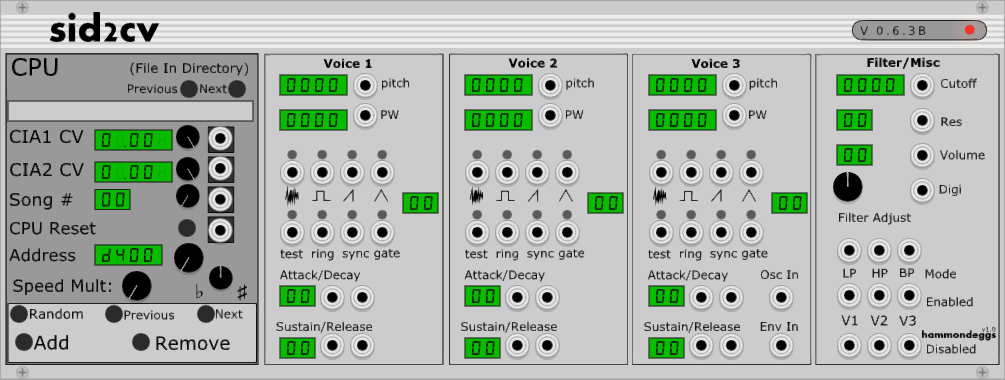 sid2cv
V 0.6.3B
CPU
(File In Directory)
Previous Next
CIA1 CV 0 .00
CIA2 CV 0 .00
Song # 00
CPU Reset
Address d400
Speed Mult: ♭ ♯
Random Previous Next
Add Remove
Voice 1
0000 pitch
0000 PW
00
test ring sync gate
Attack/Decay
00
Sustain/Release
00
Voice 2
0000 pitch
0000 PW
00
test ring sync gate
Attack/Decay
00
Sustain/Release
00
Voice 3
0000 pitch
0000 PW
00
test ring sync gate
Attack/Decay Osc In
00
Sustain/Release Env In
00
Filter/Misc
0000 Cutoff
00 Res
00 Volume
Digi
Filter Adjust
LP HP BP Mode
Enabled
V1 V2 V3
v1.0
hammondeggs
Disabled